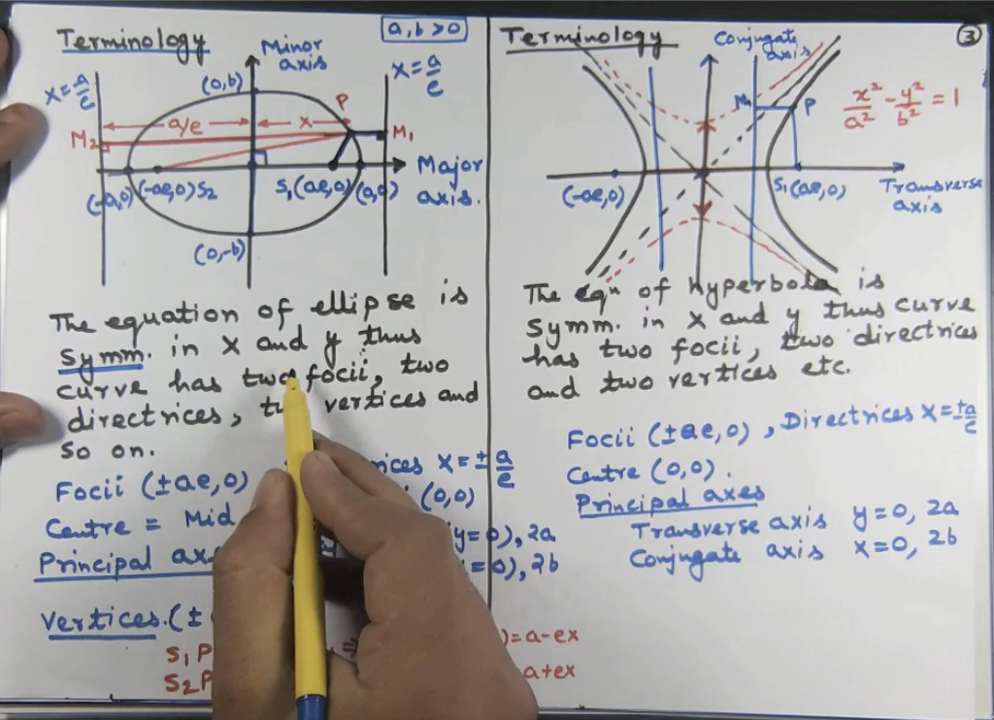 Terminology
a, b > 0
Minor
axis
x = a/e
x = a/e
(0,b)
P
a/e
x
M2
M1
Major
axis.
(-a,0)
(-ae,0) S2
S1(ae,0)
(a,0)
(0,-b)
The equation of ellipse is
symm. in x and y thus
curve has two focii, two
directrices, vertices and
so on.
Focii (±ae,0)
x = ± a/e
Centre = Mid
(0,0)
Principal
y=0), 2a
=0), 2b
Vertices.(±
S1P
) = a-ex
S2P
a+ex
Terminology
3
Conjugate
axis
M1
P
x²/a² - y²/b² = 1
(-ae,0)
S1(ae,0)
Transverse
axis
The eqn of hyperbola is
symm. in x and y thus curve
has two focii, two directrices
and two vertices etc.
Focii (±ae,0), Directrices x=±a/e
Centre (0,0).
Principal axes
Transverse axis y=0, 2a
Conjugate axis x=0, 2b